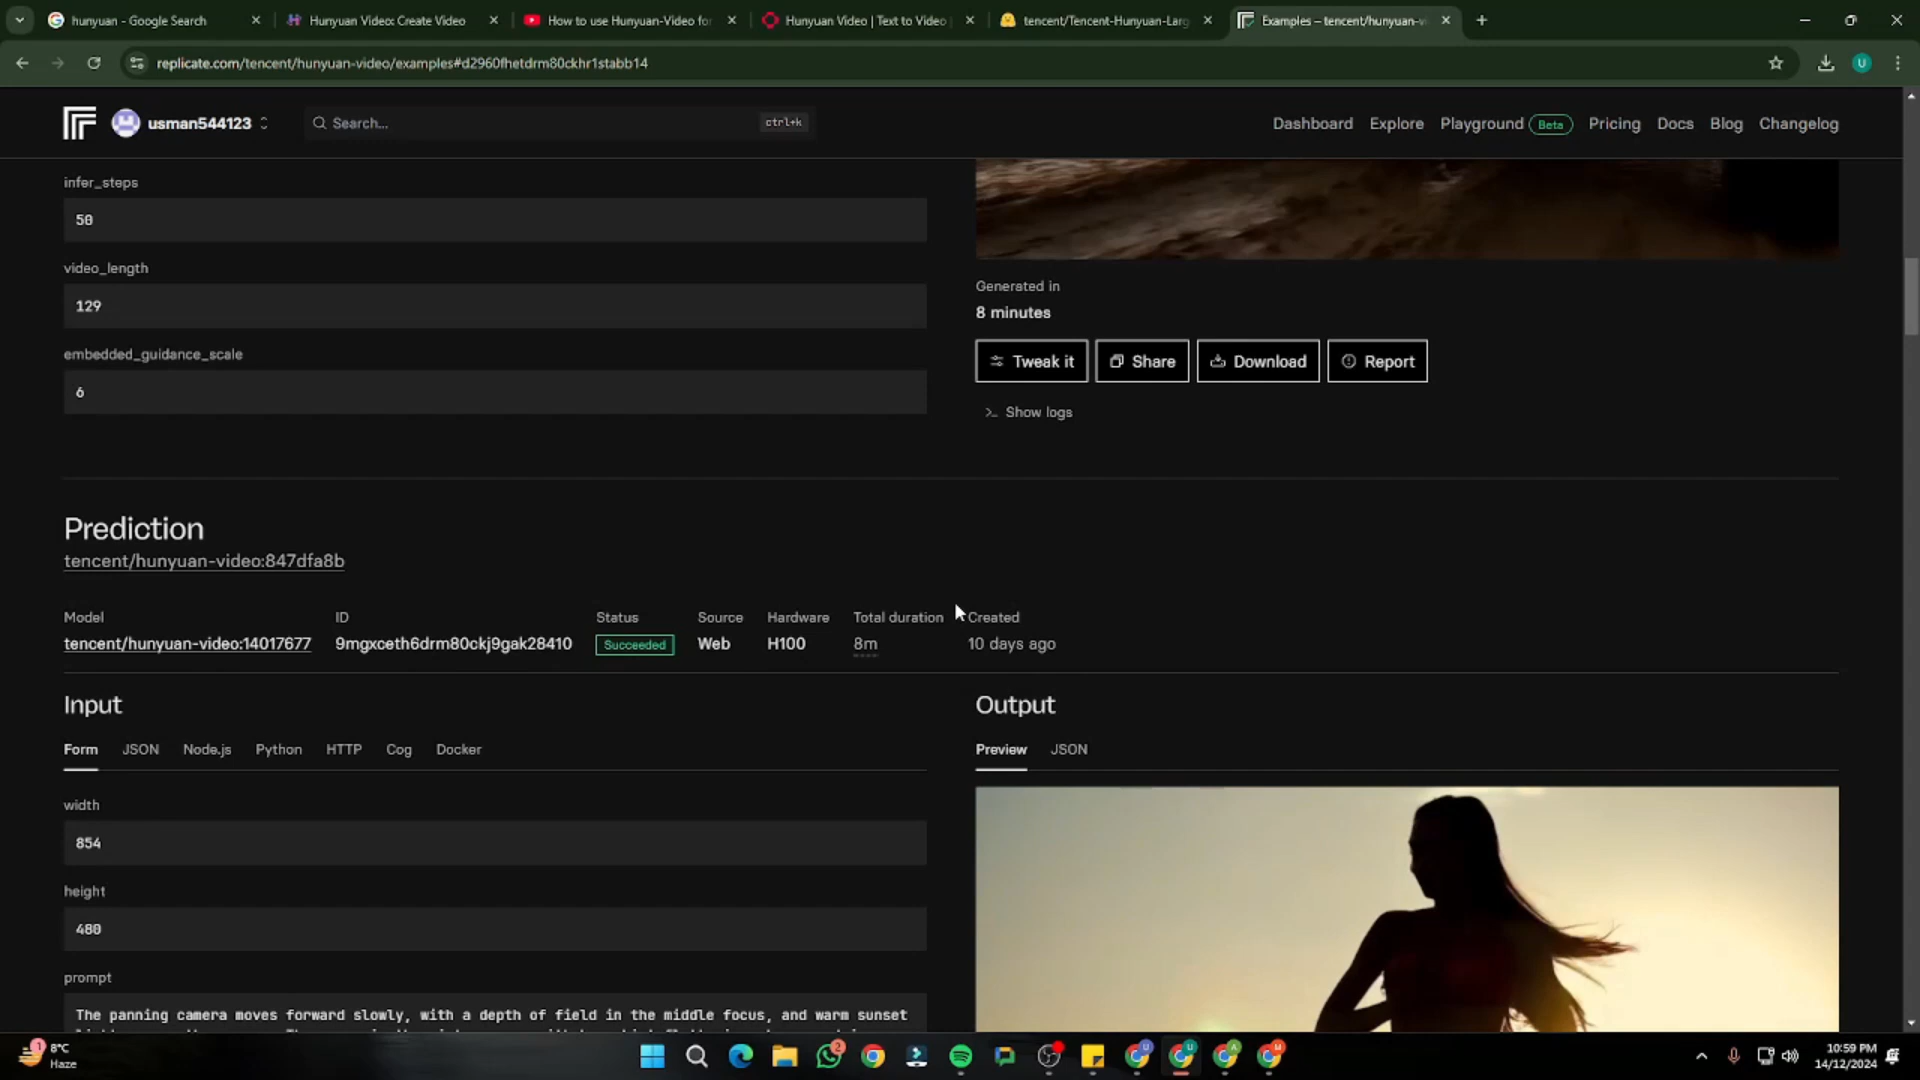 hunyuan - Google Search
Hunyuan Video: Create Video
How to use Hunyuan-Video for
Hunyuan Video | Text to Video
tencent/Tencent-Hunyuan-Larg
Examples – tencent/hunyuan-vi
replicate.com/tencent/hunyuan-video/examples#d2960fhetdrm80ckhr1stabb14
U
usman544123
Search...
ctrl+k
Dashboard
Explore
Playground
Beta
Pricing
Docs
Blog
Changelog
infer_steps
50
video_length
129
embedded_guidance_scale
6
Generated in
8 minutes
Tweak it
Share
Download
Report
>_ Show logs
Prediction
tencent/hunyuan-video:847dfa8b
Model
ID
Status
Source
Hardware
Total duration
Created
tencent/hunyuan-video:14017677
9mgxceth6drm80ckj9gak28410
Succeeded
Web
H100
8m
10 days ago
Input
Form
JSON
Node.js
Python
HTTP
Cog
Docker
width
854
height
480
prompt
The panning camera moves forward slowly, with a depth of field in the middle focus, and warm sunset
Output
Preview
JSON
1
8°C
Haze
2
10:59 PM
14/12/2024